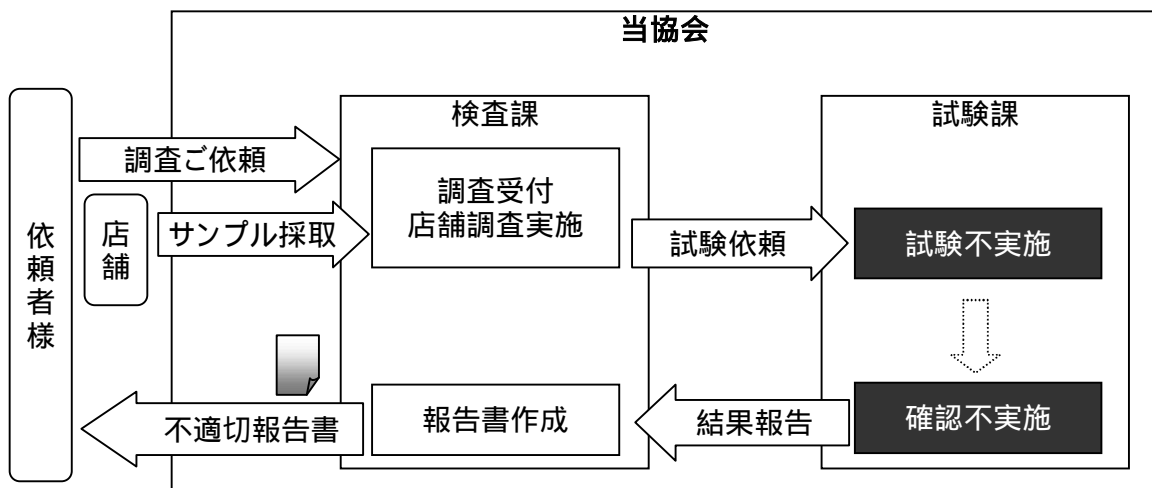 当協会
検査課
試験課
調査ご依頼
調査受付
店舗調査実施
依頼者様
店舗
サンプル採取
試験依頼
試験不実施
不適切報告書
報告書作成
結果報告
確認不実施